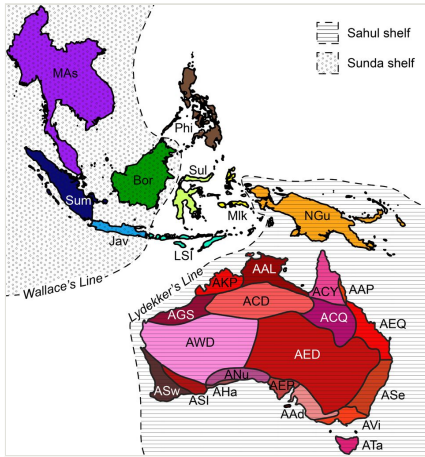 Sahul shelf
Sunda shelf
MAs
Phi
Bor
Sul
Sum
Mlk
NGu
Jav
LSI
Wallace's Line
Lydekker's Line
AAL
AKP
ACY
AAP
ACD
AGS
ACQ
AEQ
AWD
AED
ANu
ASw
ASI
AHa
AEP
AAd
ASe
AVi
ATa